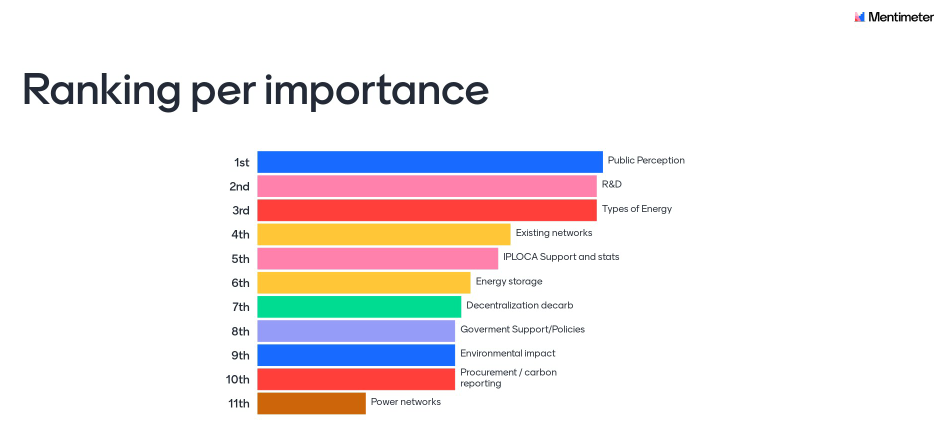 Mentimeter
Ranking per importance
1st Public Perception
2nd R&D
3rd Types of Energy
4th Existing networks
5th IPLOCA Support and stats
6th Energy storage
7th Decentralization decarb
8th Goverment Support/Policies
9th Environmental impact
10th Procurement / carbon
reporting
11th Power networks